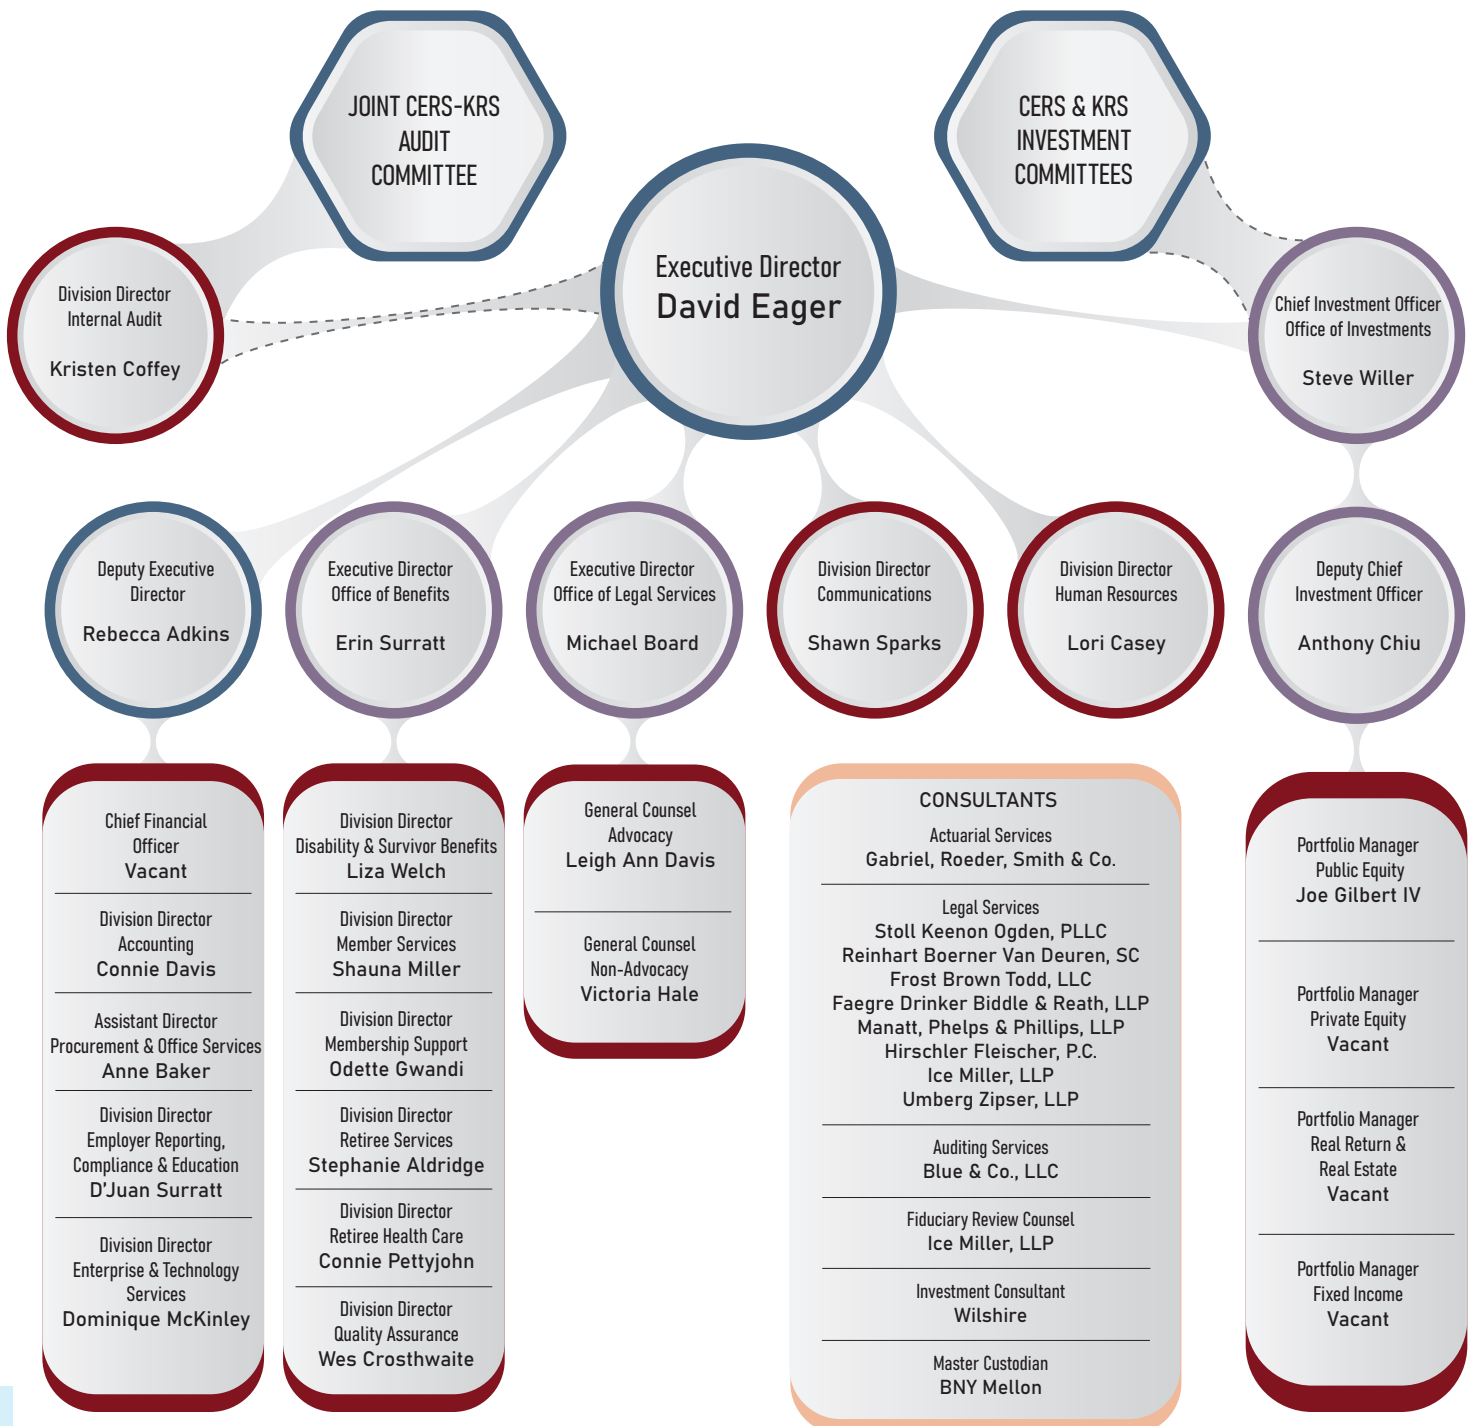 JOINT CERS-KRS
AUDIT
COMMITTEE
CERS & KRS
INVESTMENT
COMMITTEES
Executive Director
David Eager
Division Director
Internal Audit
Kristen Coffey
Chief Investment Officer
Office of Investments
Steve Willer
Deputy Executive
Director
Rebecca Adkins
Executive Director
Office of Benefits
Erin Surratt
Executive Director
Office of Legal Services
Michael Board
Division Director
Communications
Shawn Sparks
Division Director
Human Resources
Lori Casey
Deputy Chief
Investment Officer
Anthony Chiu
Chief Financial
Officer
Vacant
Division Director
Accounting
Connie Davis
Assistant Director
Procurement & Office Services
Anne Baker
Division Director
Employer Reporting,
Compliance & Education
D'Juan Surratt
Division Director
Enterprise & Technology
Services
Dominique McKinley
Division Director
Disability & Survivor Benefits
Liza Welch
Division Director
Member Services
Shauna Miller
Division Director
Membership Support
Odette Gwandi
Division Director
Retiree Services
Stephanie Aldridge
Division Director
Retiree Health Care
Connie Pettyjohn
Division Director
Quality Assurance
Wes Crosthwaite
General Counsel
Advocacy
Leigh Ann Davis
General Counsel
Non-Advocacy
Victoria Hale
CONSULTANTS
Actuarial Services
Gabriel, Roeder, Smith & Co.
Legal Services
Stoll Keenon Ogden, PLLC
Reinhart Boerner Van Deuren, SC
Frost Brown Todd, LLC
Faegre Drinker Biddle & Reath, LLP
Manatt, Phelps & Phillips, LLP
Hirschler Fleischer, P.C.
Ice Miller, LLP
Umberg Zipser, LLP
Auditing Services
Blue & Co., LLC
Fiduciary Review Counsel
Ice Miller, LLP
Investment Consultant
Wilshire
Master Custodian
BNY Mellon
Portfolio Manager
Public Equity
Joe Gilbert IV
Portfolio Manager
Private Equity
Vacant
Portfolio Manager
Real Return &
Real Estate
Vacant
Portfolio Manager
Fixed Income
Vacant